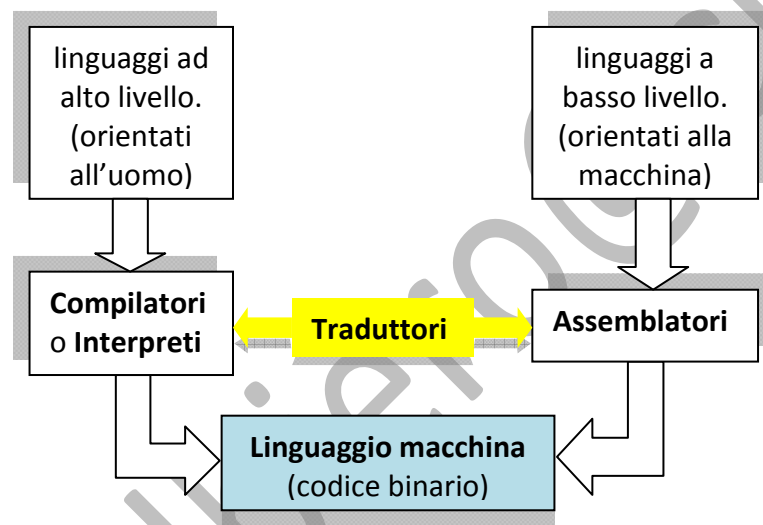 linguaggi ad
alto livello.
(orientati
all’uomo)
linguaggi a
basso livello.
(orientati alla
macchina)
Compilatori
o Interpreti
Traduttori
Assemblatori
Linguaggio macchina
(codice binario)